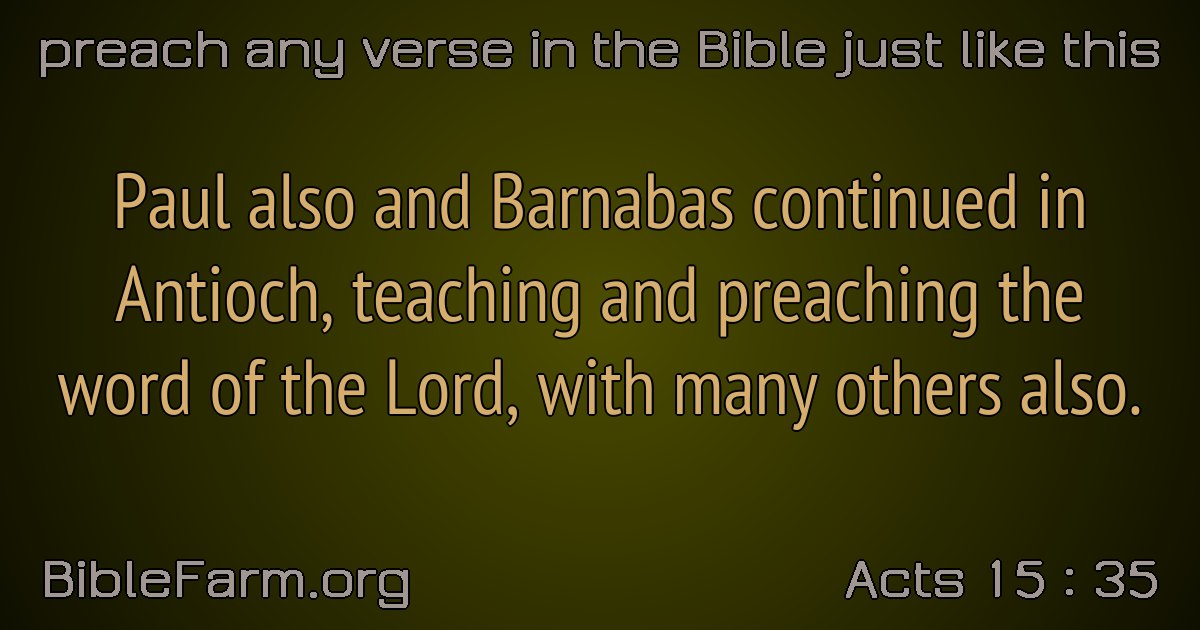 preach any verse in the Bible just like this
Paul also and Barnabas continued in
Antioch, teaching and preaching the
word of the Lord, with many others also.
BibleFarm.org
Acts 15 : 35